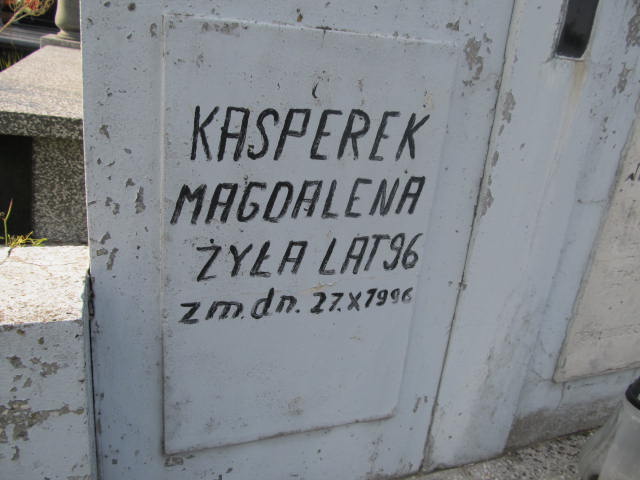 KASPEREK
MAGDALENA
ŻYŁA LAT 96
zm. dn. 27.X 1996